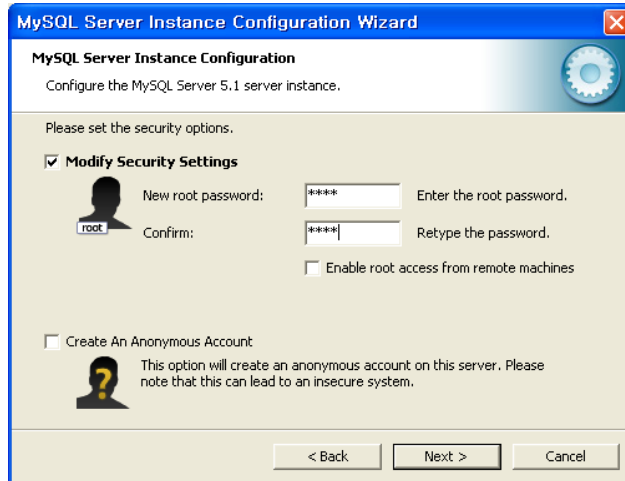 MySQL Server Instance Configuration Wizard
MySQL Server Instance Configuration
Configure the MySQL Server 5.1 server instance.
Please set the security options.
Modify Security Settings
New root password: **** Enter the root password.
root
Confirm: **** Retype the password.
Enable root access from remote machines
Create An Anonymous Account
This option will create an anonymous account on this server. Please
note that this can lead to an insecure system.
< Back Next > Cancel